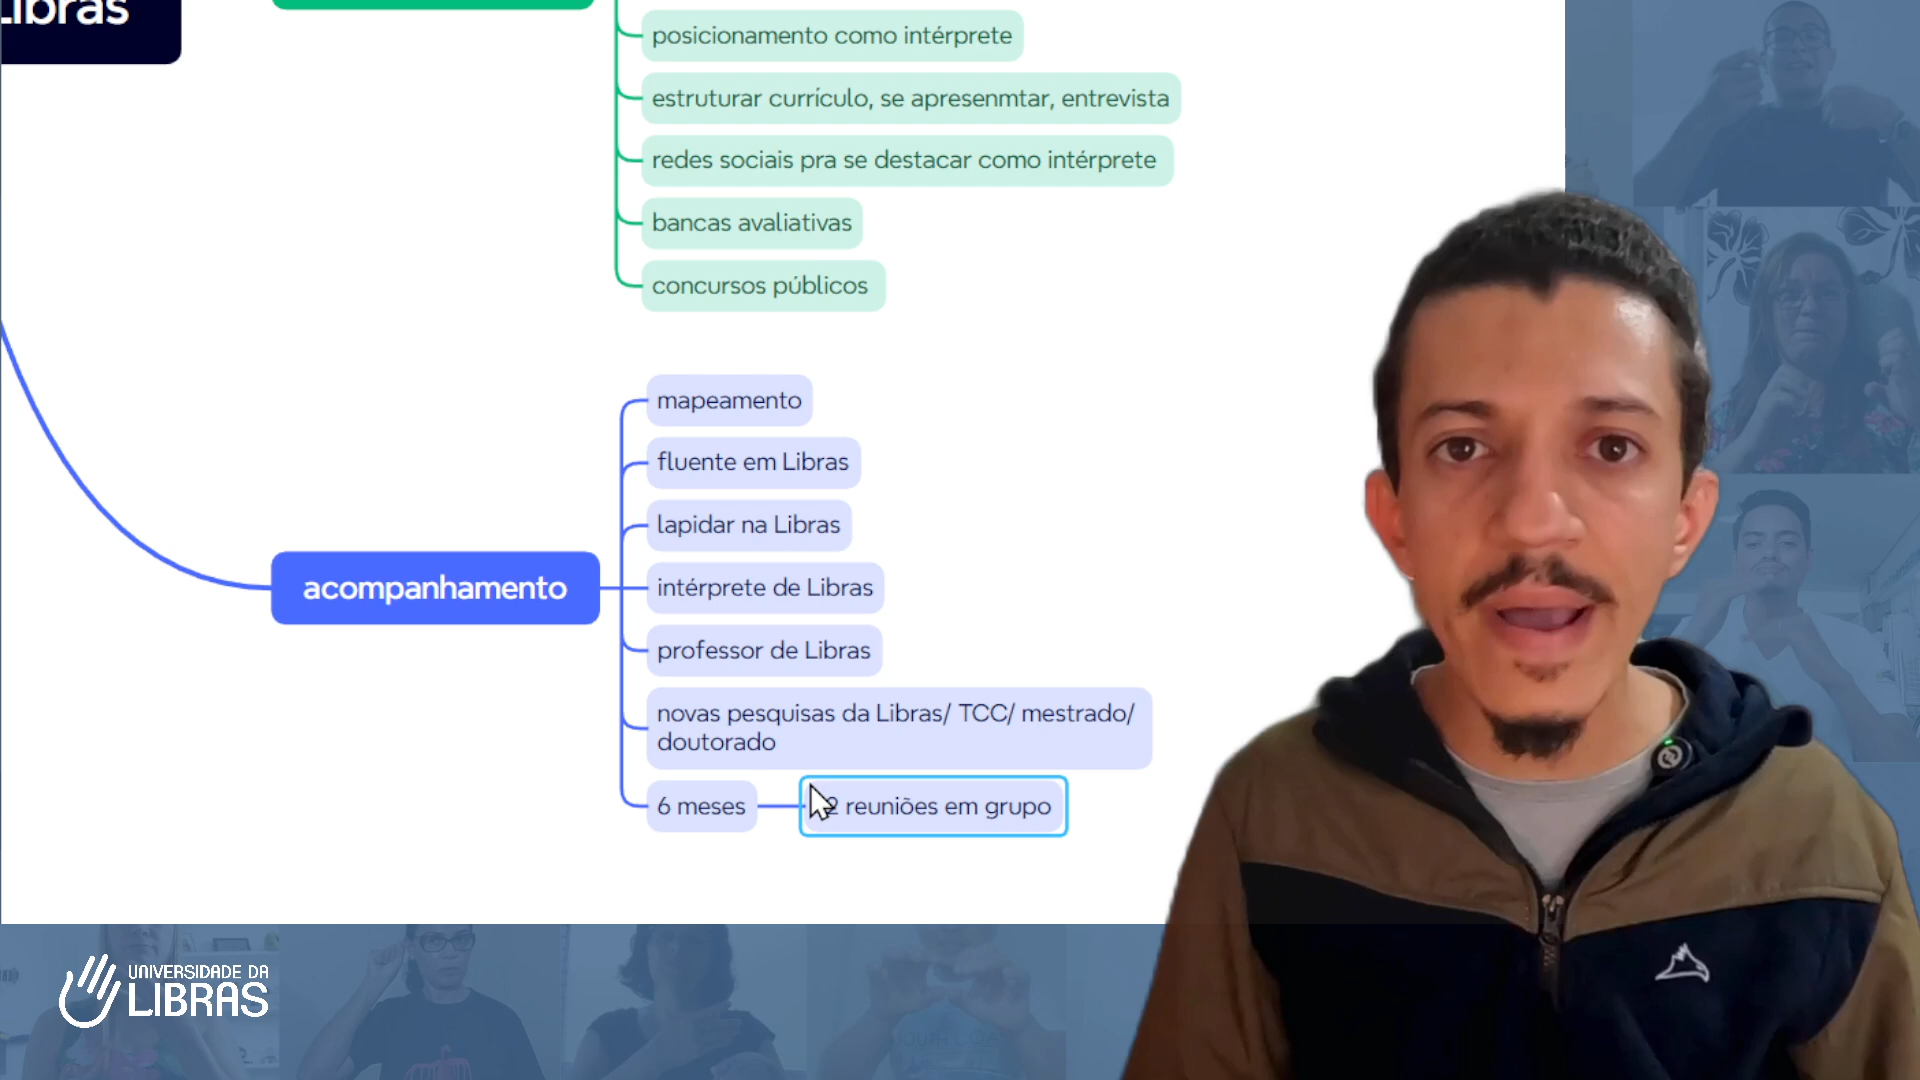 Libras
posicionamento como intérprete
estruturar currículo, se apresenmtar, entrevista
redes sociais pra se destacar como intérprete
bancas avaliativas
concursos públicos
mapeamento
fluente em Libras
lapidar na Libras
intérprete de Libras
acompanhamento
professor de Libras
novas pesquisas da Libras/ TCC/ mestrado/
doutorado
6 meses
reuniões em grupo
UNIVERSIDADE DA
LIBRAS